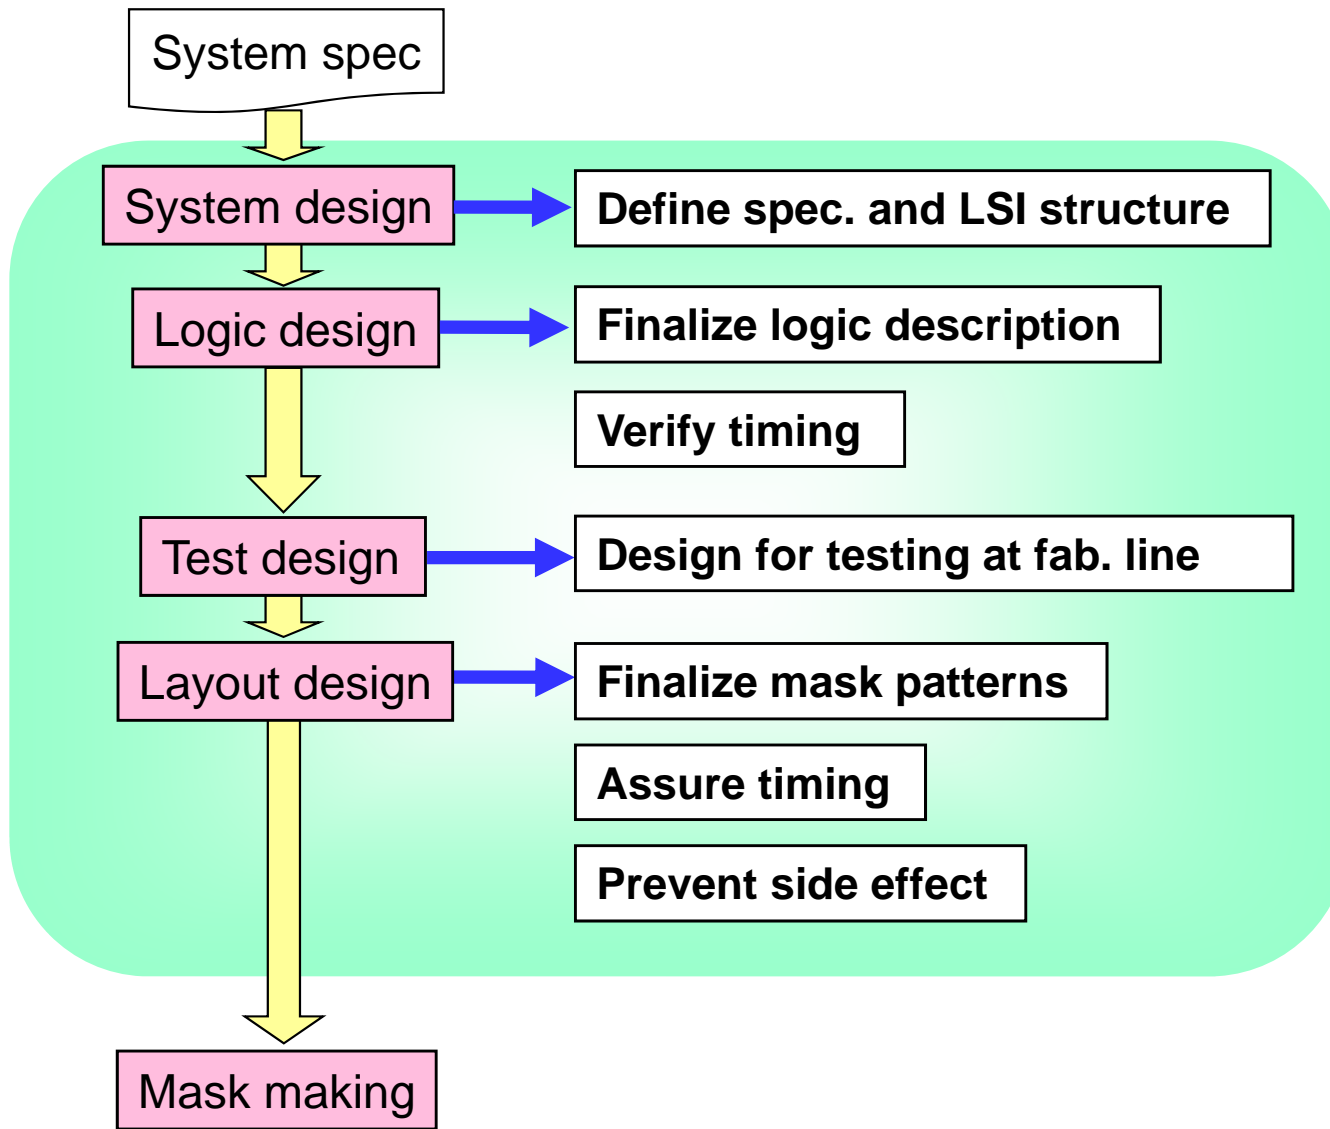 System spec
System design
Define spec. and LSI structure
Logic design
Finalize logic description
Verify timing
Test design
Design for testing at fab. line
Layout design
Finalize mask patterns
Assure timing
Prevent side effect
Mask making